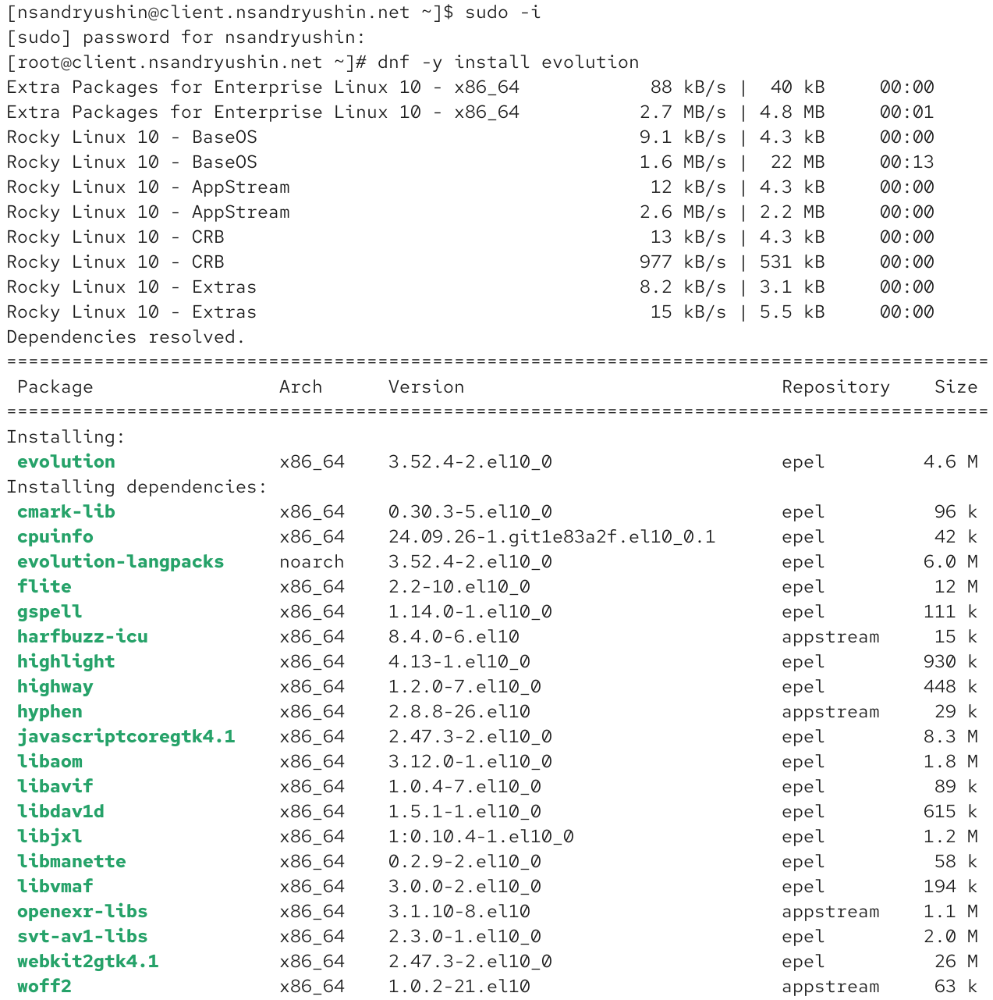 [nsandryushin@client.nsandryushin.net ~]$ sudo -i
[sudo] password for nsandryushin:
[root@client.nsandryushin.net ~]# dnf -y install evolution
Extra Packages for Enterprise Linux 10 - x86_64            88 kB/s |  40 kB     00:00
Extra Packages for Enterprise Linux 10 - x86_64           2.7 MB/s | 4.8 MB     00:01
Rocky Linux 10 - BaseOS                                   9.1 kB/s | 4.3 kB     00:00
Rocky Linux 10 - BaseOS                                   1.6 MB/s |  22 MB     00:13
Rocky Linux 10 - AppStream                                 12 kB/s | 4.3 kB     00:00
Rocky Linux 10 - AppStream                                2.6 MB/s | 2.2 MB     00:00
Rocky Linux 10 - CRB                                       13 kB/s | 4.3 kB     00:00
Rocky Linux 10 - CRB                                      977 kB/s | 531 kB     00:00
Rocky Linux 10 - Extras                                   8.2 kB/s | 3.1 kB     00:00
Rocky Linux 10 - Extras                                    15 kB/s | 5.5 kB     00:00
Dependencies resolved.
==========================================================================================
 Package                 Arch      Version                             Repository    Size
==========================================================================================
Installing:
 evolution               x86_64    3.52.4-2.el10_0                     epel         4.6 M
Installing dependencies:
 cmark-lib               x86_64    0.30.3-5.el10_0                     epel          96 k
 cpuinfo                 x86_64    24.09.26-1.git1e83a2f.el10_0.1      epel          42 k
 evolution-langpacks     noarch    3.52.4-2.el10_0                     epel         6.0 M
 flite                   x86_64    2.2-10.el10_0                       epel          12 M
 gspell                  x86_64    1.14.0-1.el10_0                     epel         111 k
 harfbuzz-icu            x86_64    8.4.0-6.el10                        appstream     15 k
 highlight               x86_64    4.13-1.el10_0                       epel         930 k
 highway                 x86_64    1.2.0-7.el10_0                      epel         448 k
 hyphen                  x86_64    2.8.8-26.el10                       appstream     29 k
 javascriptcoregtk4.1    x86_64    2.47.3-2.el10_0                     epel         8.3 M
 libaom                  x86_64    3.12.0-1.el10_0                     epel         1.8 M
 libavif                 x86_64    1.0.4-7.el10_0                      epel          89 k
 libdav1d                x86_64    1.5.1-1.el10_0                      epel         615 k
 libjxl                  x86_64    1:0.10.4-1.el10_0                   epel         1.2 M
 libmanette              x86_64    0.2.9-2.el10_0                      epel          58 k
 libvmaf                 x86_64    3.0.0-2.el10_0                      epel         194 k
 openexr-libs            x86_64    3.1.10-8.el10                       appstream    1.1 M
 svt-av1-libs            x86_64    2.3.0-1.el10_0                      epel         2.0 M
 webkit2gtk4.1           x86_64    2.47.3-2.el10_0                     epel          26 M
 woff2                   x86_64    1.0.2-21.el10                       appstream     63 k